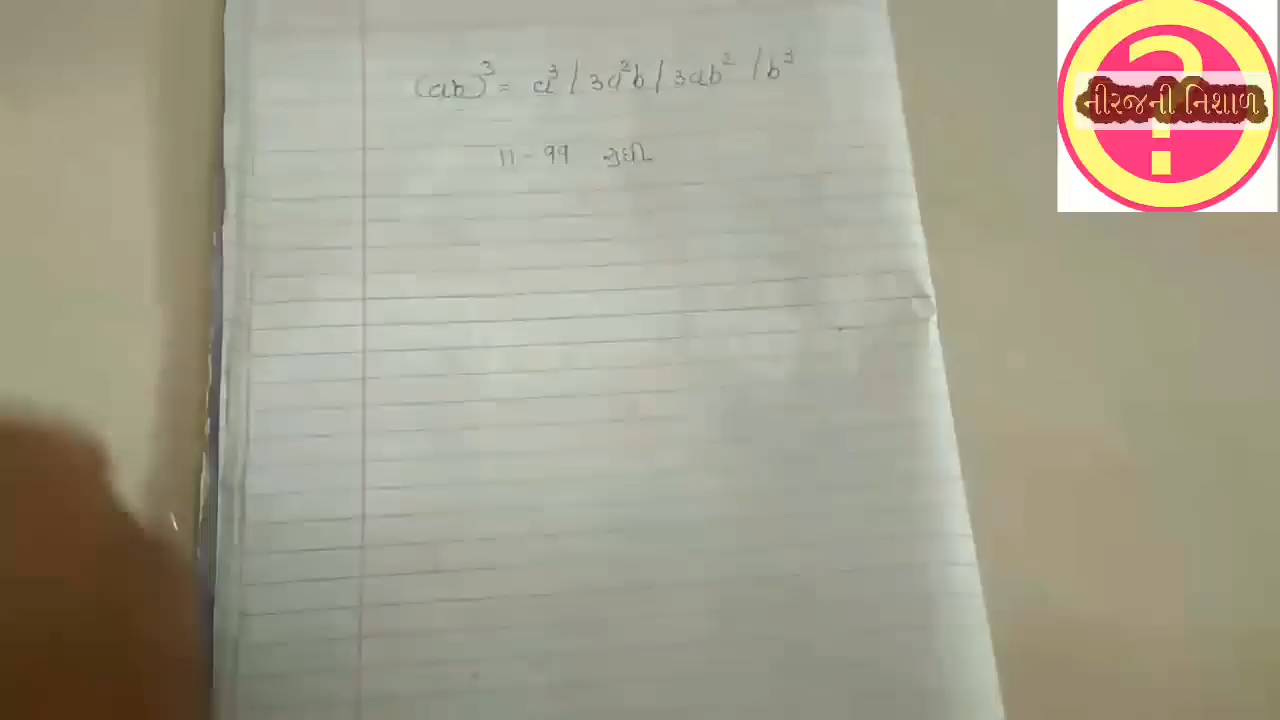 (ab)³ = a³ / 3a²b / 3ab² / b³
11 - 99 સુધી
નીરજની નિશાળ
?